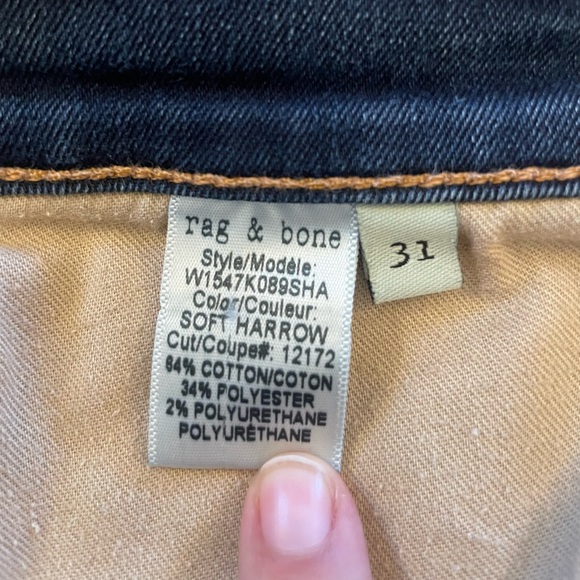 rag & bone
31
Style/Modèle:
W1547K089SHA
Color/Couleur:
SOFT HARROW
Cut/Coupe#: 12172
64% COTTON/COTON
34% POLYESTER
2% POLYURETHANE
POLYURÉTHANE